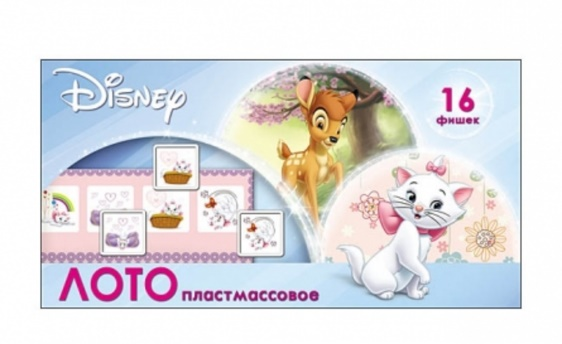 Disney
16
фишек
ЛОТО пластмассовое